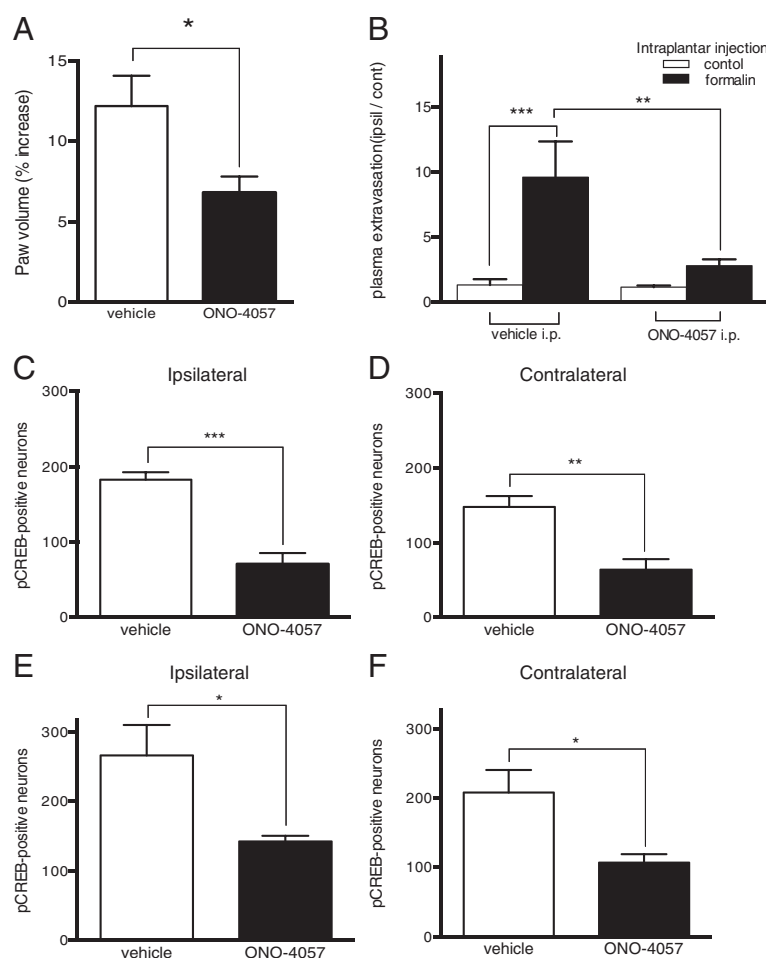 A
*
Paw volume (% increase)
15
10
5
0
vehicle
ONO-4057
B
Intraplantar injection
contol
formalin
plasma extravasation(ipsil / cont)
15
10
5
0
***
**
vehicle i.p.
ONO-4057 i.p.
C
Ipsilateral
pCREB-positive neurons
300
200
100
0
***
vehicle
ONO-4057
D
Contralateral
pCREB-positive neurons
300
200
100
0
**
vehicle
ONO-4057
E
Ipsilateral
pCREB-positive neurons
300
200
100
0
*
vehicle
ONO-4057
F
Contralateral
pCREB-positive neurons
300
200
100
0
*
vehicle
ONO-4057